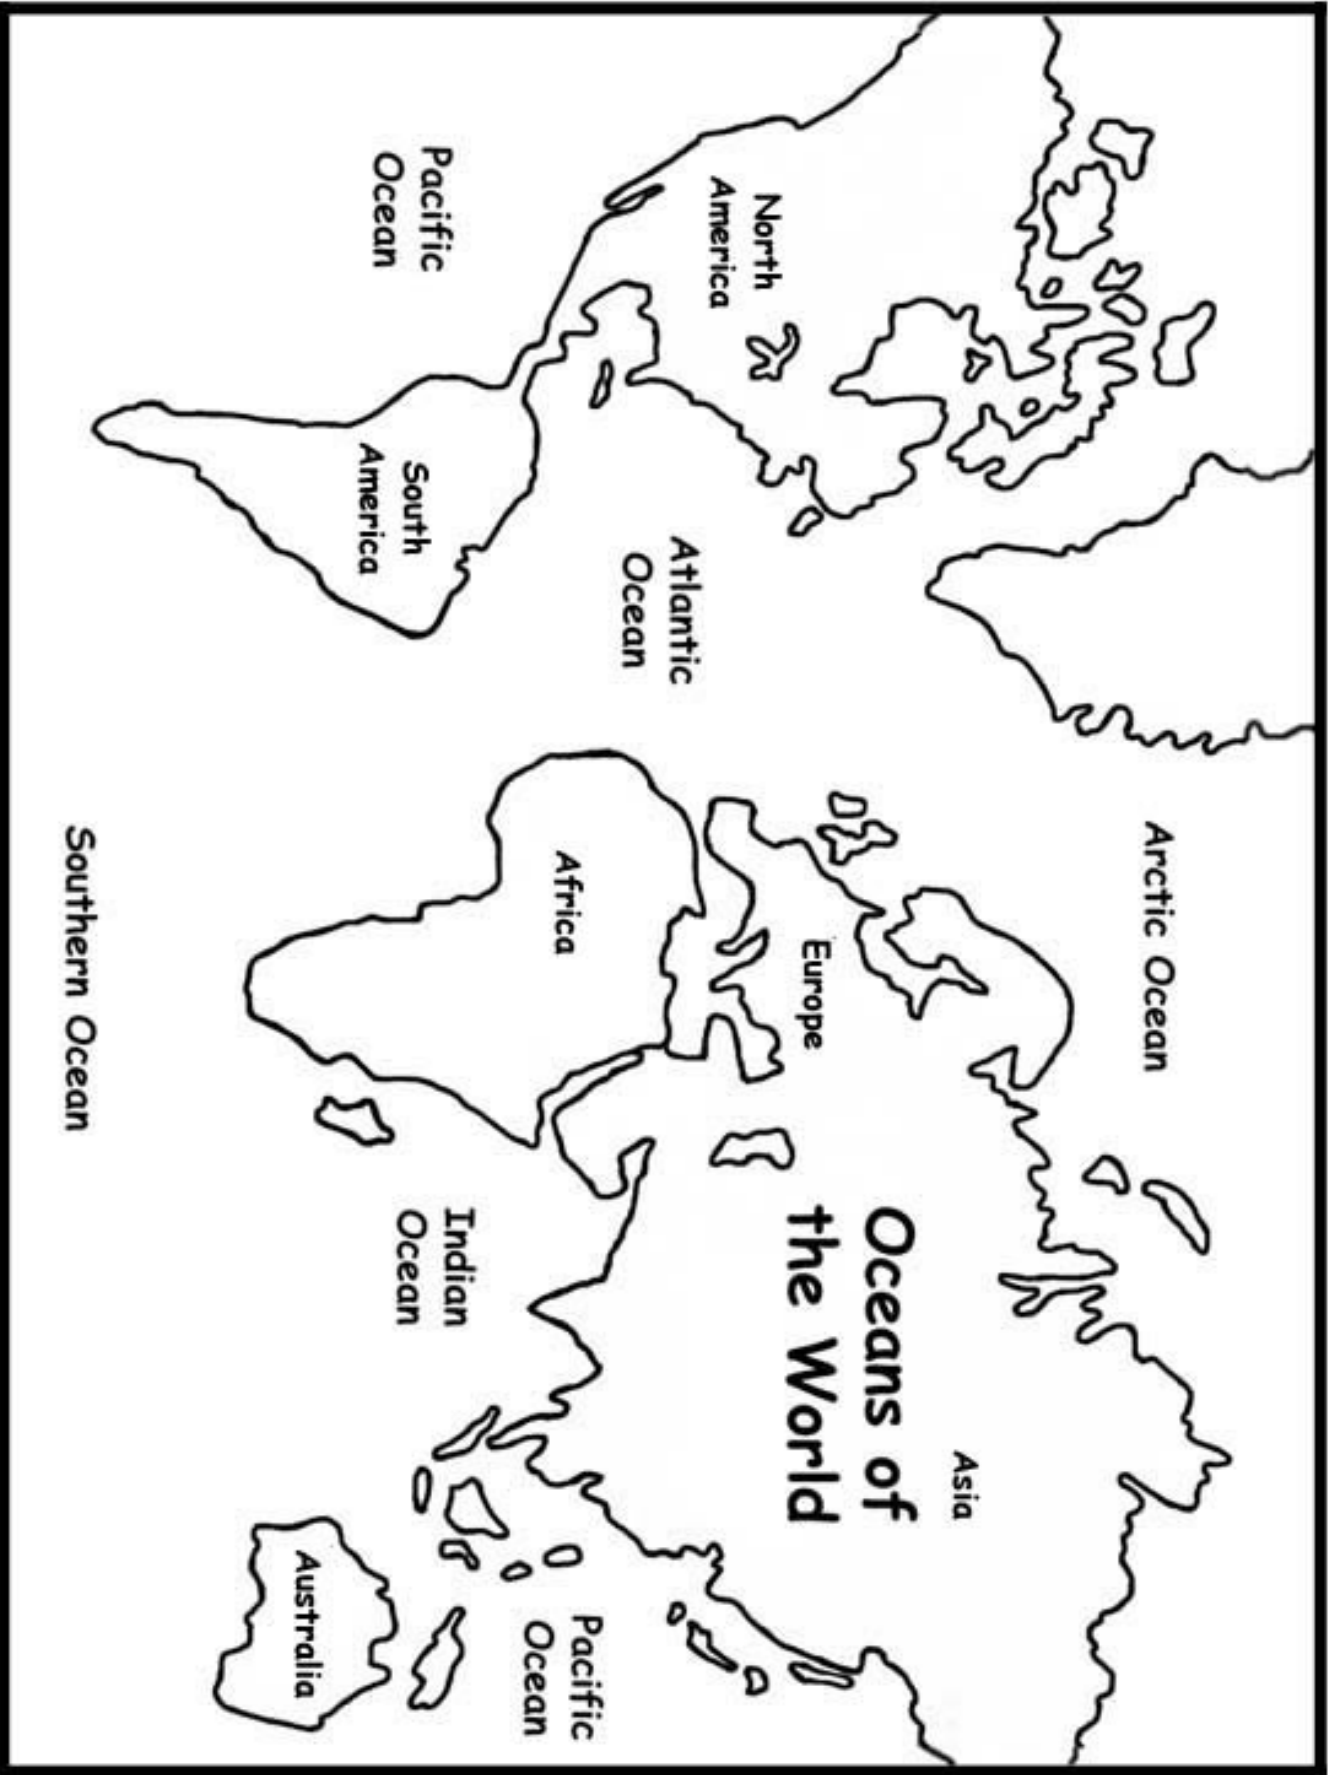 Arctic Ocean
North
America
Europe
Asia
Oceans of
the World
Atlantic
Ocean
Pacific
Ocean
Africa
Pacific
Ocean
South
America
Indian
Ocean
Australia
Southern Ocean